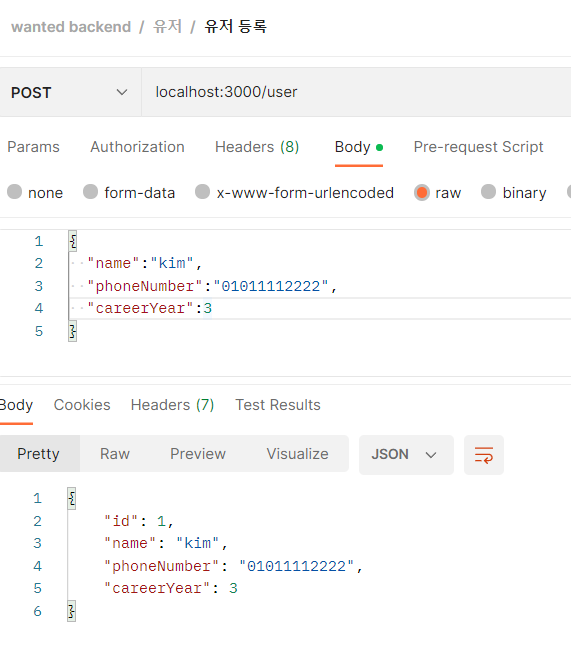 wanted backend / 유저 / 유저 등록
POST localhost:3000/user
Params Authorization Headers (8) Body Pre-request Script
none form-data x-www-form-urlencoded raw binary
1 {
2 "name":"kim",
3 "phoneNumber":"01011112222",
4 "careerYear":3
5 }
Body Cookies Headers (7) Test Results
Pretty Raw Preview Visualize JSON
1 {
2 "id": 1,
3 "name": "kim",
4 "phoneNumber": "01011112222",
5 "careerYear": 3
6 }